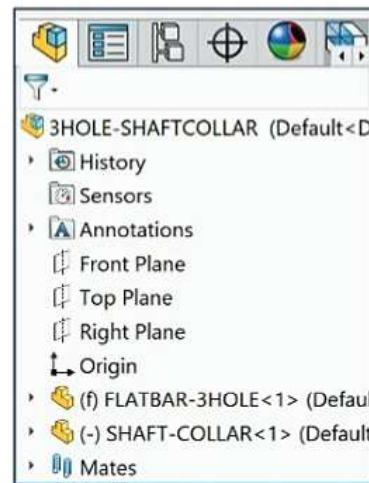 3HOLE-SHAFTCOLLAR (Default<D
History
Sensors
Annotations
Front Plane
Top Plane
Right Plane
Origin
(f) FLATBAR-3HOLE<1> (Defaul
(-) SHAFT-COLLAR<1> (Default
Mates